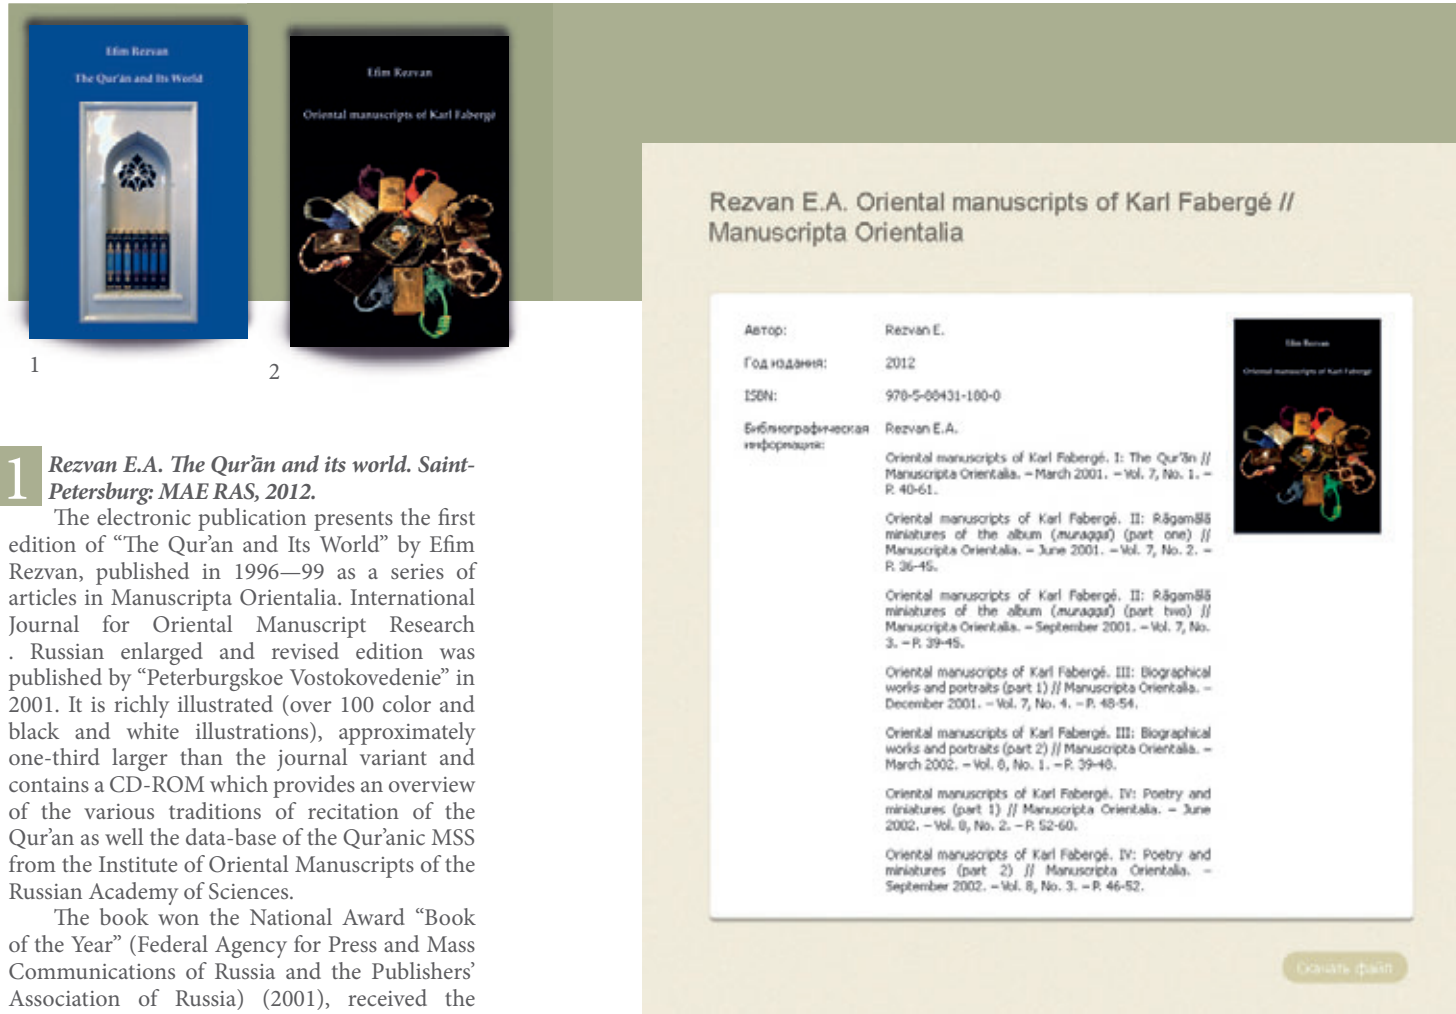 Efim Rezvan
The Qur'ān and Its World
Efim Rezvan
Oriental manuscripts of Karl Fabergé
1
2
1
Rezvan E.A. The Qur’ān and its world. Saint-
Petersburg: MAE RAS, 2012.
The electronic publication presents the first
edition of “The Qur’an and Its World” by Efim
Rezvan, published in 1996—99 as a series of
articles in Manuscripta Orientalia. International
Journal for Oriental Manuscript Research
. Russian enlarged and revised edition was
published by “Peterburgskoe Vostokovedenie” in
2001. It is richly illustrated (over 100 color and
black and white illustrations), approximately
one-third larger than the journal variant and
contains a CD-ROM which provides an overview
of the various traditions of recitation of the
Qur’an as well the data-base of the Qur’anic MSS
from the Institute of Oriental Manuscripts of the
Russian Academy of Sciences.
The book won the National Award “Book
of the Year” (Federal Agency for Press and Mass
Communications of Russia and the Publishers’
Association of Russia) (2001), received the
Rezvan E.A. Oriental manuscripts of Karl Fabergé //
Manuscripta Orientalia
Автор: Rezvan E.
Год издания: 2012
ISBN: 978-5-88431-180-0
Библиографическая информация: Rezvan E.A.
Oriental manuscripts of Karl Fabergé. I: The Qur'ān //
Manuscripta Orientalia. – March 2001. – Vol. 7, No. 1. –
P. 40-61.
Oriental manuscripts of Karl Fabergé. II: Rāgamālā
miniatures of the album (muraqqa') (part one) //
Manuscripta Orientalia. – June 2001. – Vol. 7, No. 2. –
P. 36-45.
Oriental manuscripts of Karl Fabergé. II: Rāgamālā
miniatures of the album (muraqqa') (part two) //
Manuscripta Orientalia. – September 2001. – Vol. 7, No.
3. – P. 39-45.
Oriental manuscripts of Karl Fabergé. III: Biographical
works and portraits (part 1) // Manuscripta Orientalia. –
December 2001. – Vol. 7, No. 4. – P. 48-54.
Oriental manuscripts of Karl Fabergé. III: Biographical
works and portraits (part 2) // Manuscripta Orientalia. –
March 2002. – Vol. 8, No. 1. – P. 39-48.
Oriental manuscripts of Karl Fabergé. IV: Poetry and
miniatures (part 1) // Manuscripta Orientalia. – June
2002. – Vol. 8, No. 2. – P. 52-60.
Oriental manuscripts of Karl Fabergé. IV: Poetry and
miniatures (part 2) // Manuscripta Orientalia. –
September 2002. – Vol. 8, No. 3. – P. 46-52.
Efim Rezvan
Oriental manuscripts of Karl Fabergé
Скачать файл